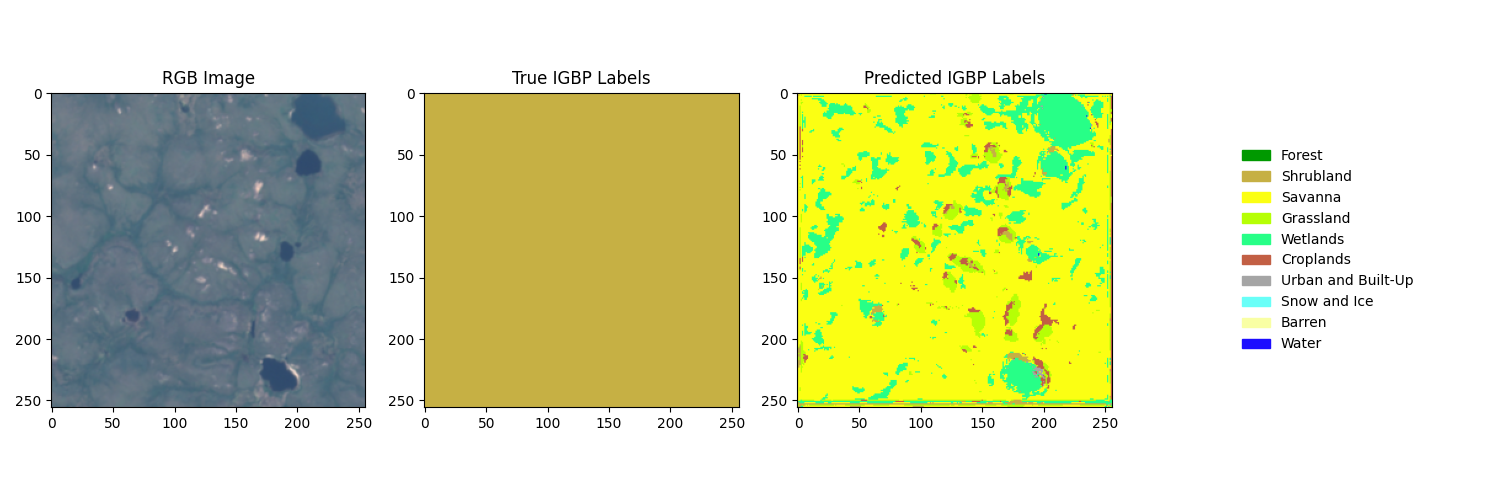 RGB Image
True IGBP Labels
Predicted IGBP Labels
0
50
100
150
200
250
0
50
100
150
200
250
0
50
100
150
200
250
0
50
100
150
200
250
0
50
100
150
200
250
0
50
100
150
200
250
Forest
Shrubland
Savanna
Grassland
Wetlands
Croplands
Urban and Built-Up
Snow and Ice
Barren
Water